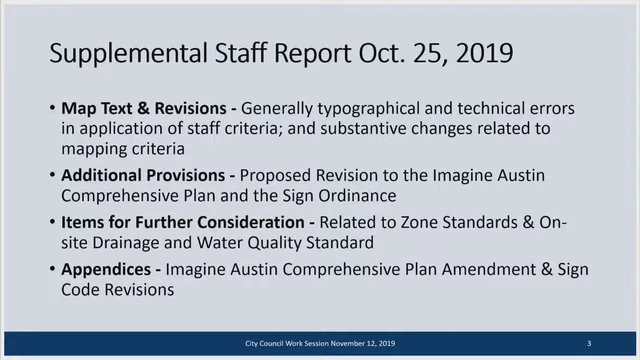 Supplemental Staff Report Oct. 25, 2019
• Map Text & Revisions - Generally typographical and technical errors
in application of staff criteria; and substantive changes related to
mapping criteria
• Additional Provisions - Proposed Revision to the Imagine Austin
Comprehensive Plan and the Sign Ordinance
• Items for Further Consideration - Related to Zone Standards & On-
site Drainage and Water Quality Standard
• Appendices - Imagine Austin Comprehensive Plan Amendment & Sign
Code Revisions
City Council Work Session November 12, 2019
3